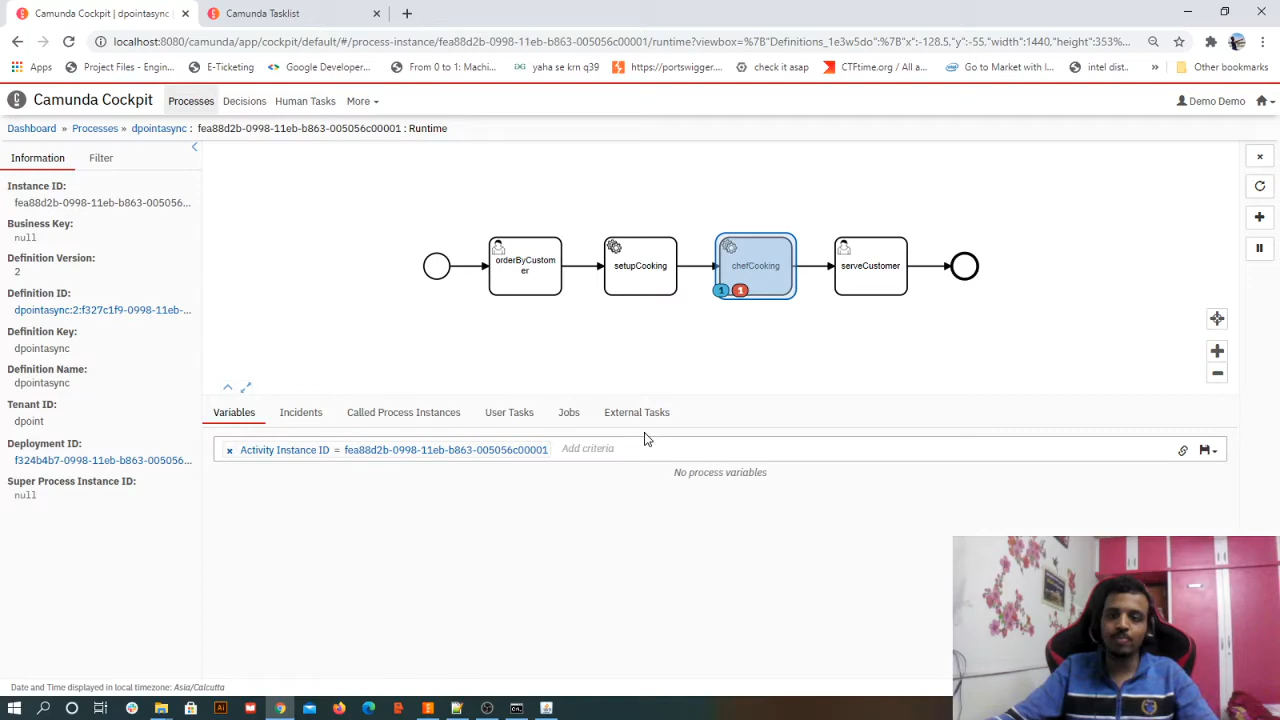 Camunda Cockpit | dpointasync
Camunda Tasklist
localhost:8080/camunda/app/cockpit/default/#/process-instance/fea88d2b-0998-11eb-b863-005056c00001/runtime?viewbox=%7B"Definitions_1e3w5do":%7B"x":-128.5,"y":-55,"width":1440,"height":353%...
Apps
Project Files - Engin...
E-Ticketing
Google Developer...
From 0 to 1: Machi...
yaha se krn q39
https://portswigger....
check it asap
CTFtime.org / All a...
Go to Market with I...
intel dist..
»
Other bookmarks
Camunda Cockpit
Processes
Decisions
Human Tasks
More
Demo Demo
Dashboard » Processes » dpointasync : fea88d2b-0998-11eb-b863-005056c00001 : Runtime
Information
Filter
Instance ID:
fea88d2b-0998-11eb-b863-005056...
Business Key:
null
Definition Version:
2
Definition ID:
dpointasync:2:f327c1f9-0998-11eb-...
Definition Key:
dpointasync
Definition Name:
dpointasync
Tenant ID:
dpoint
Deployment ID:
f324b4b7-0998-11eb-b863-005056...
Super Process Instance ID:
null
orderByCustom
er
setupCooking
chefCooking
1 1
serveCustomer
Variables
Incidents
Called Process Instances
User Tasks
Jobs
External Tasks
× Activity Instance ID = fea88d2b-0998-11eb-b863-005056c00001
Add criteria
No process variables
Date and Time displayed in local timezone: Asia/Calcutta